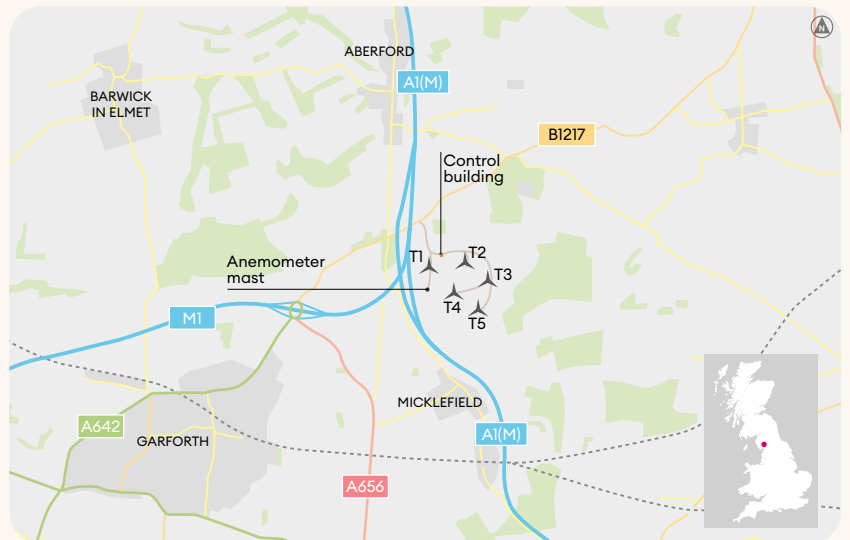 N
ABERFORD
A1(M)
BARWICK
IN ELMET
B1217
Control
building
T1
T2
Anemometer
mast
T3
T4
T5
M1
MICKLEFIELD
A642
A1(M)
GARFORTH
A656